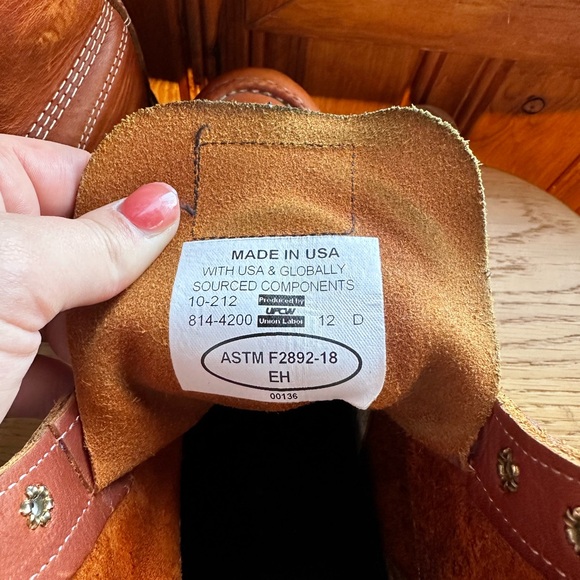 MADE IN USA
WITH USA & GLOBALLY
SOURCED COMPONENTS
10-212 Produced by
UFCW
814-4200 Union Labor 12 D
ASTM F2892-18
EH
00136